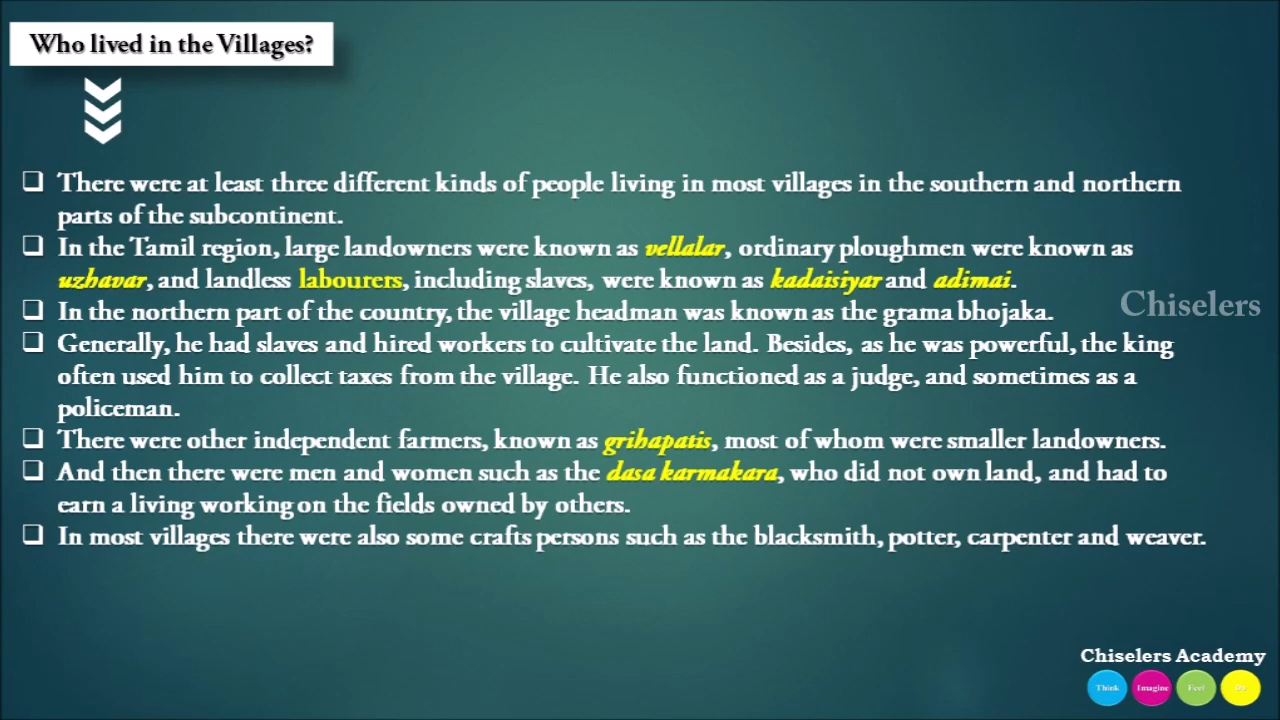 Who lived in the Villages?
There were at least three different kinds of people living in most villages in the southern and northern
parts of the subcontinent.
In the Tamil region, large landowners were known as vellalar, ordinary ploughmen were known as
uzhavar, and landless labourers, including slaves, were known as kadaisiyar and adimai.
In the northern part of the country, the village headman was known as the grama bhojaka.
Chiselers
Generally, he had slaves and hired workers to cultivate the land. Besides, as he was powerful, the king
often used him to collect taxes from the village. He also functioned as a judge, and sometimes as a
policeman.
There were other independent farmers, known as grihapatis, most of whom were smaller landowners.
And then there were men and women such as the dasa karmakara, who did not own land, and had to
earn a living working on the fields owned by others.
In most villages there were also some crafts persons such as the blacksmith, potter, carpenter and weaver.
Chiselers Academy
Think Imagine Feel